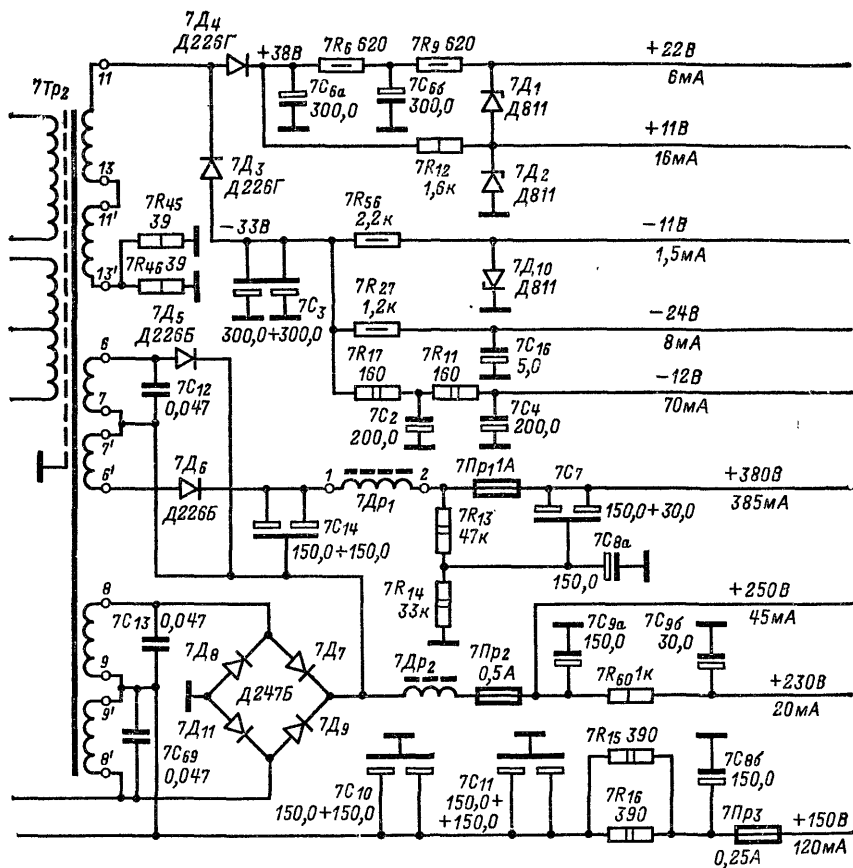 7Д4
Д226Г
+38В
7R6 620
7R9 620
+22В
6мА
11
7Тр2
7С6а
300,0
7С6б
300,0
7Д1
Д811
+11В
16мА
7Д3
Д226Г
7R12
1,6к
7Д2
Д811
13
11'
7R45
39
-33В
7R56
2,2к
-11В
1,5мА
13'
7R46 39
7С3
300,0+300,0
7R27
1,2к
7Д10
Д811
-24В
8мА
7Д5
Д226Б
6
7С12
0,047
7R17
160
7R11
160
7С16
5,0
-12В
70мА
7
7'
7С2
200,0
7С4
200,0
6'
7Д6
Д226Б
1
7Др1
2
7Пр1 1А
7С7
150,0+30,0
+380В
385мА
7С14
150,0+150,0
7R13
47к
7С8а
150,0
7R14
33к
8
7С13
0,047
+250В
45мА
7Д8
7Д7
7Др2
7Пр2
0,5А
7С9а
150,0
7С9б
30,0
9
9'
Д247Б
7R60 1к
+230В
20мА
7Д11
7Д9
7С69
0,047
8'
7С10
150,0+150,0
7С11
150,0+
+150,0
7R15 390
7R16
390
7С8б
150,0
7Пр3
0,25А
+150В
120мА